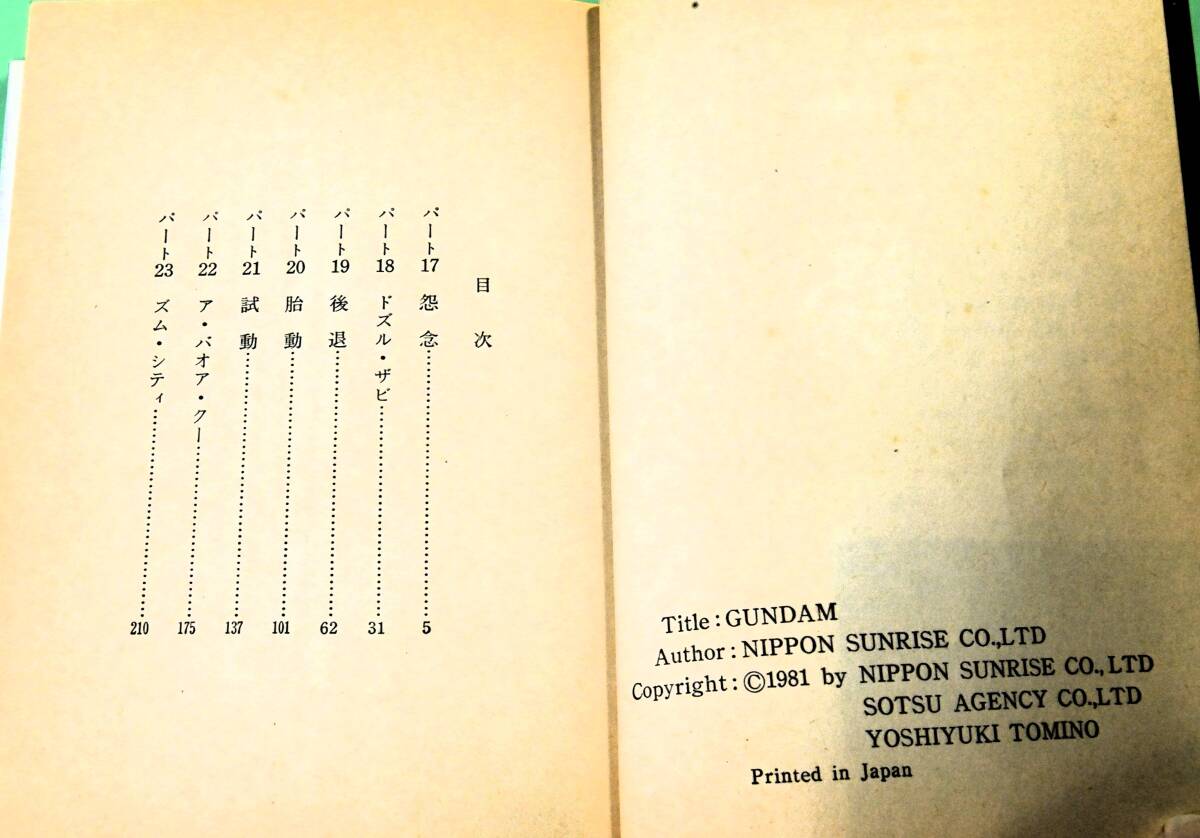 Title:GUNDAM
Author:NIPPON SUNRISE CO.,LTD
Copyright:©1981 by NIPPON SUNRISE CO.,LTD
SOTSU AGENCY CO.,LTD
YOSHIYUKI TOMINO
Printed in Japan
目次
パート17 怨念……………………5
パート18 ドズル・ザビ……………………31
パート19 後退……………………62
パート20 胎動……………………101
パート21 試動……………………137
パート22 ア・バオア・クー……………………175
パート23 ズム・シティ……………………210